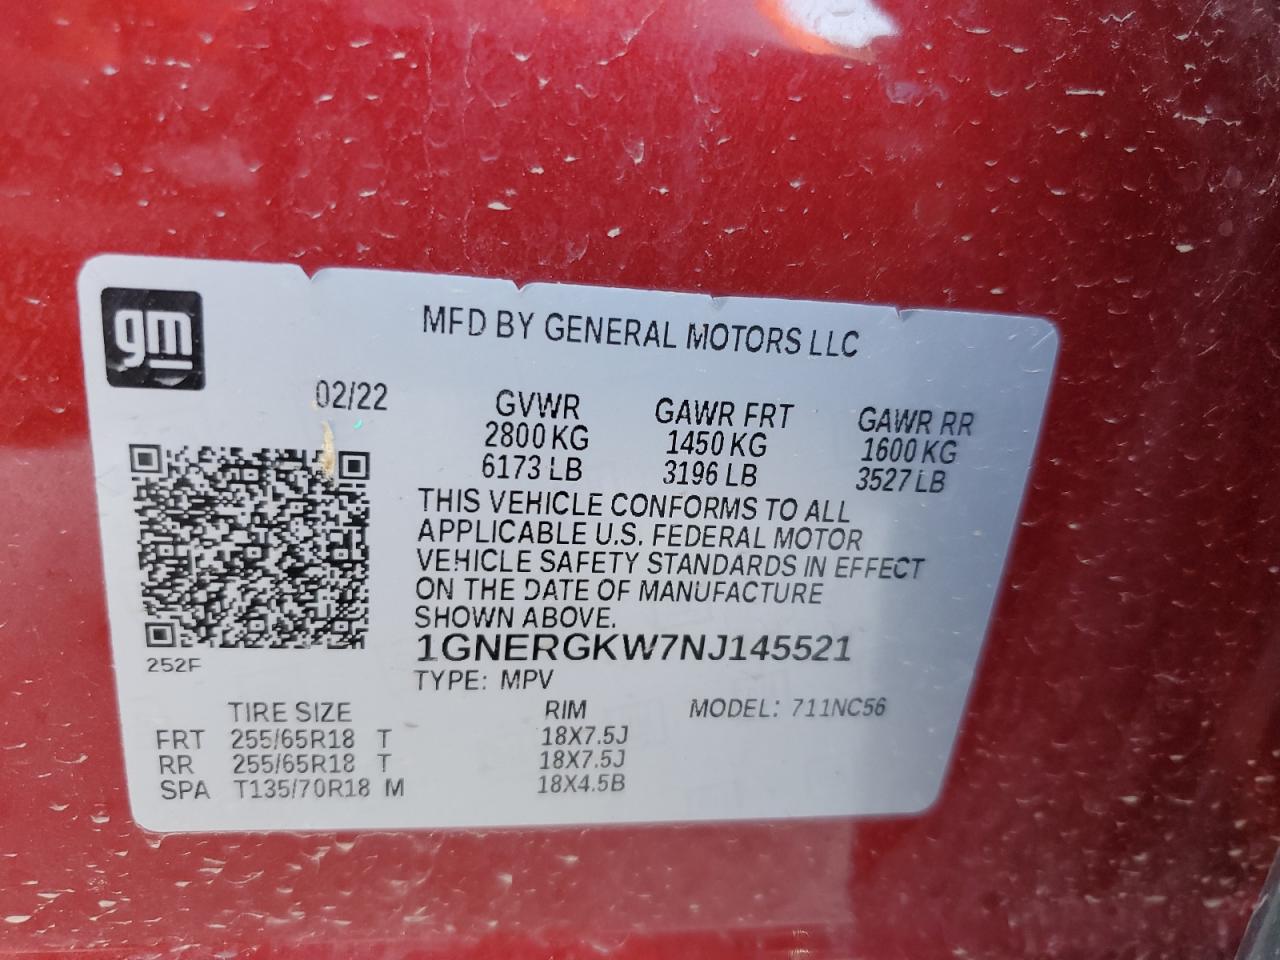 gm
MFD BY GENERAL MOTORS LLC
02/22 GVWR GAWR FRT GAWR RR
2800 KG 1450 KG 1600 KG
6173 LB 3196 LB 3527 LB
THIS VEHICLE CONFORMS TO ALL
APPLICABLE U.S. FEDERAL MOTOR
VEHICLE SAFETY STANDARDS IN EFFECT
ON THE DATE OF MANUFACTURE
SHOWN ABOVE.
252F
1GNERGKW7NJ145521
TYPE: MPV
TIRE SIZE RIM MODEL: 711NC56
FRT 255/65R18 T 18X7.5J
RR 255/65R18 T 18X7.5J
SPA T135/70R18 M 18X4.5B